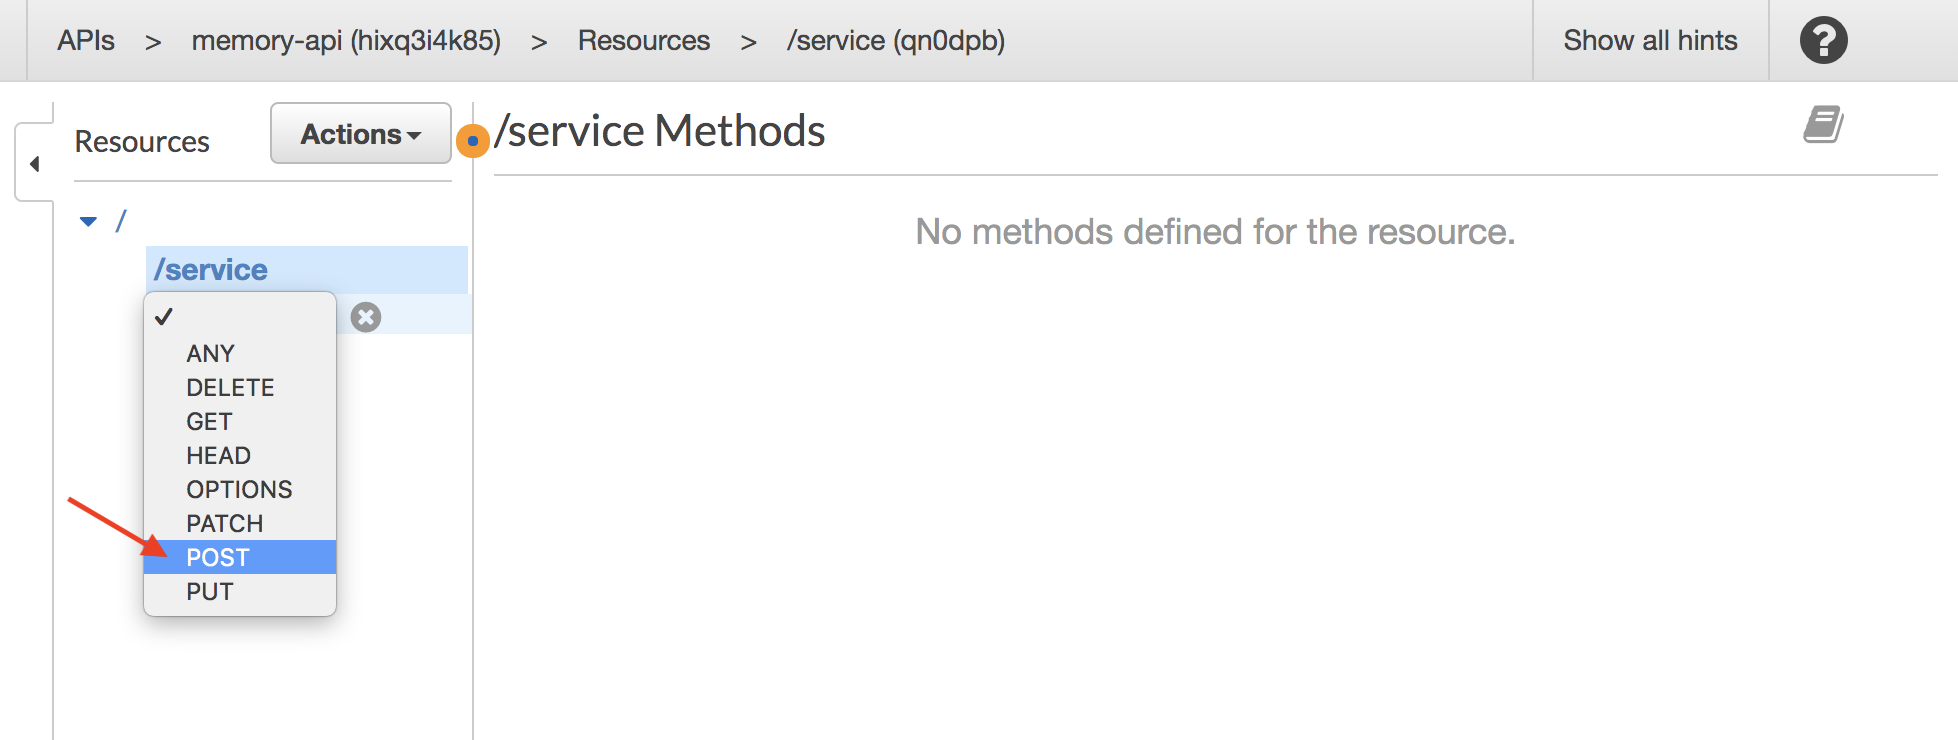 APIs > memory-api (hixq3i4k85) > Resources > /service (qn0dpb) Show all hints ?
Resources Actions /service Methods
/
No methods defined for the resource.
/service
ANY
DELETE
GET
HEAD
OPTIONS
PATCH
POST
PUT